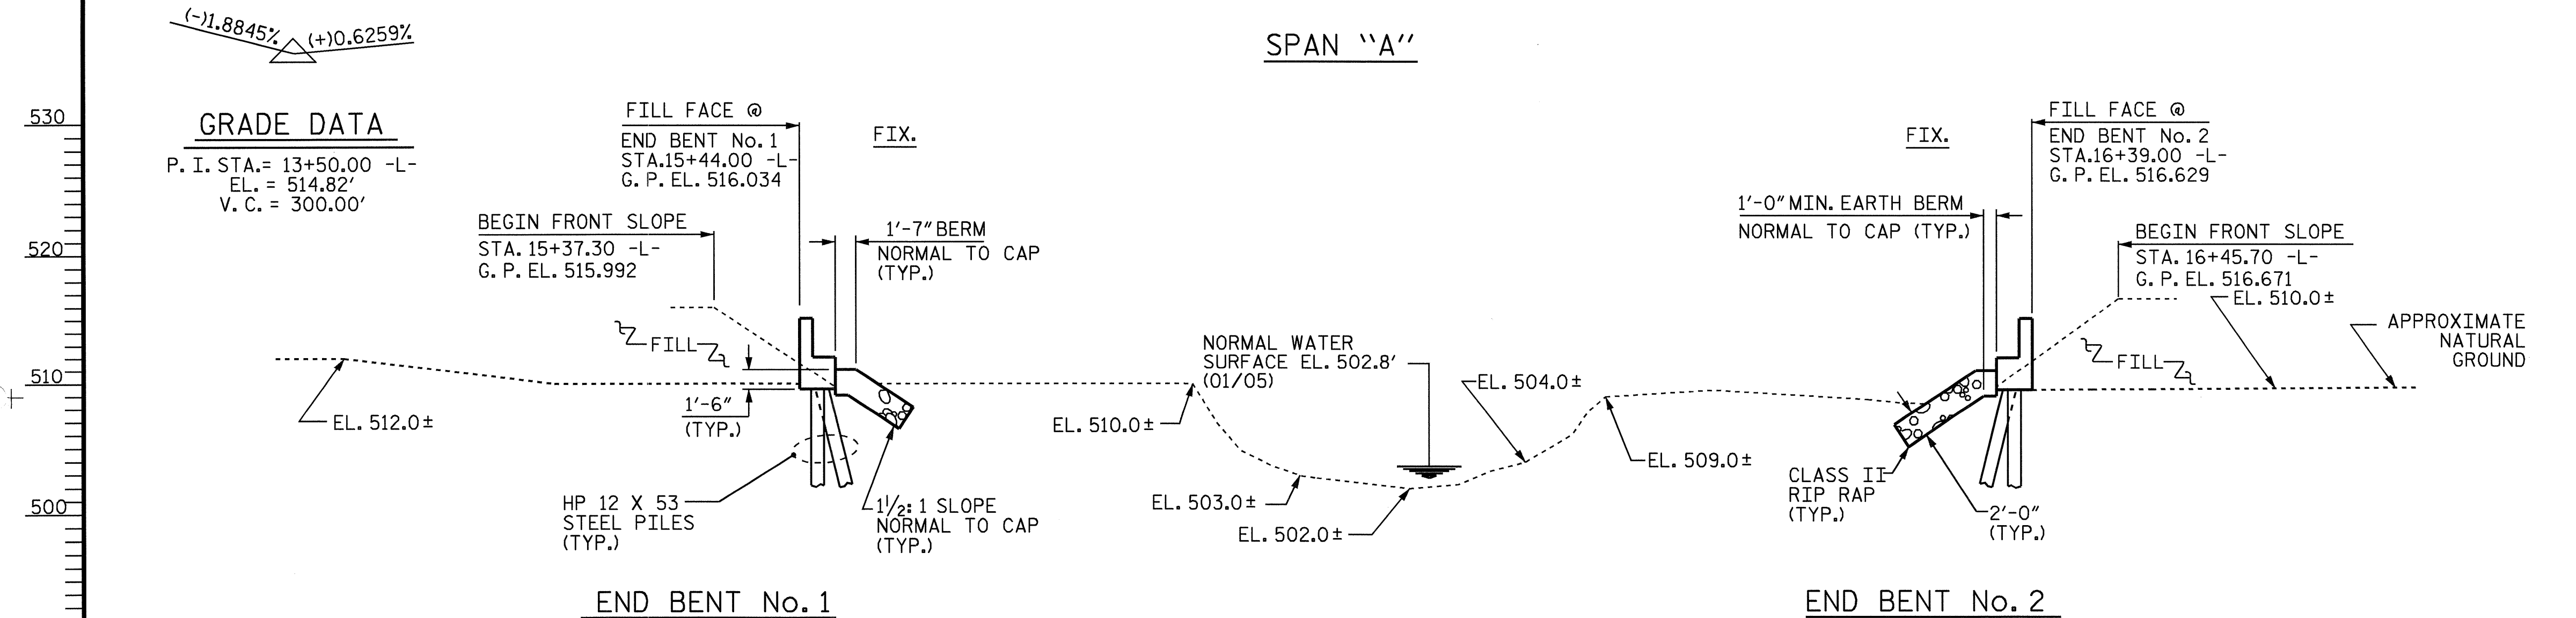 (-)1.8845%
(+)0.6259%
GRADE DATA
P.I. STA.= 13+50.00 -L-
EL. = 514.82'
V.C. = 300.00'
SPAN "A"
530
520
510
500
FILL FACE @
END BENT No.1
STA.15+44.00 -L-
G.P.EL. 516.034
FIX.
BEGIN FRONT SLOPE
STA. 15+37.30 -L-
G.P.EL. 515.992
1'-7" BERM
NORMAL TO CAP
(TYP.)
FILL
EL. 512.0±
1'-6"
(TYP.)
HP 12 X 53
STEEL PILES
(TYP.)
1½:1 SLOPE
NORMAL TO CAP
(TYP.)
END BENT No.1
NORMAL WATER
SURFACE EL. 502.8'
(01/05)
EL. 510.0±
EL. 503.0±
EL. 502.0±
EL. 504.0±
EL. 509.0±
FIX.
FILL FACE @
END BENT No.2
STA.16+39.00 -L-
G.P.EL. 516.629
1'-0" MIN. EARTH BERM
NORMAL TO CAP (TYP.)
BEGIN FRONT SLOPE
STA. 16+45.70 -L-
G.P.EL. 516.671
EL. 510.0±
APPROXIMATE
NATURAL
GROUND
FILL
CLASS II
RIP RAP
(TYP.)
2'-0"
(TYP.)
END BENT No.2